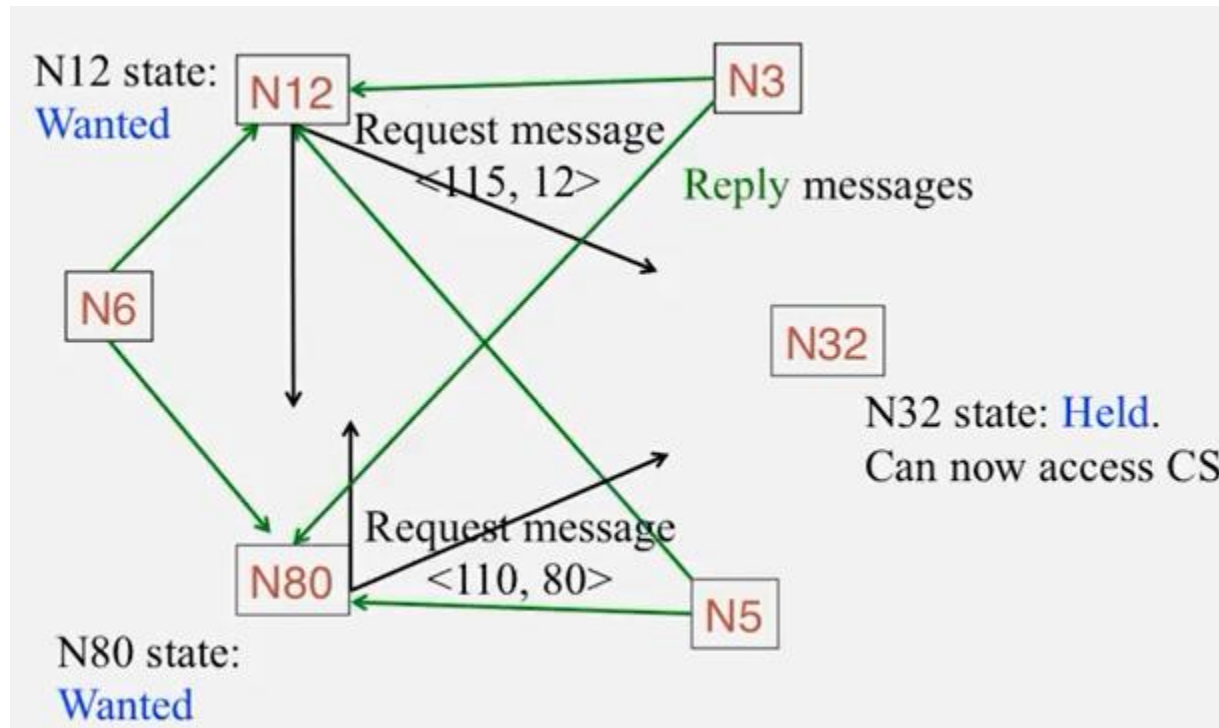 N12 state:
Wanted
N12
N3
Request message
<115, 12>
Reply messages
N6
N32
N32 state: Held.
Can now access CS
Request message
<110, 80>
N80
N5
N80 state:
Wanted